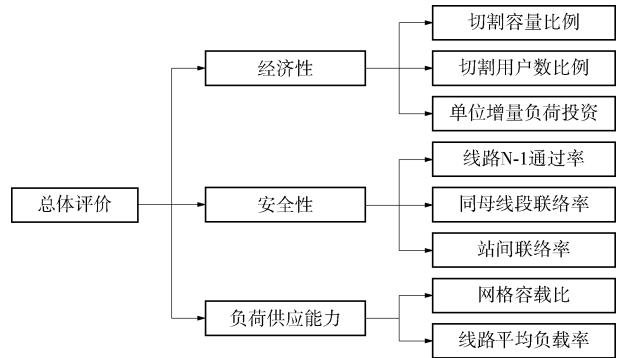 总体评价
经济性
切割容量比例
切割用户数比例
单位增量负荷投资
安全性
线路N-1通过率
同母线段联络率
站间联络率
负荷供应能力
网格容载比
线路平均负载率